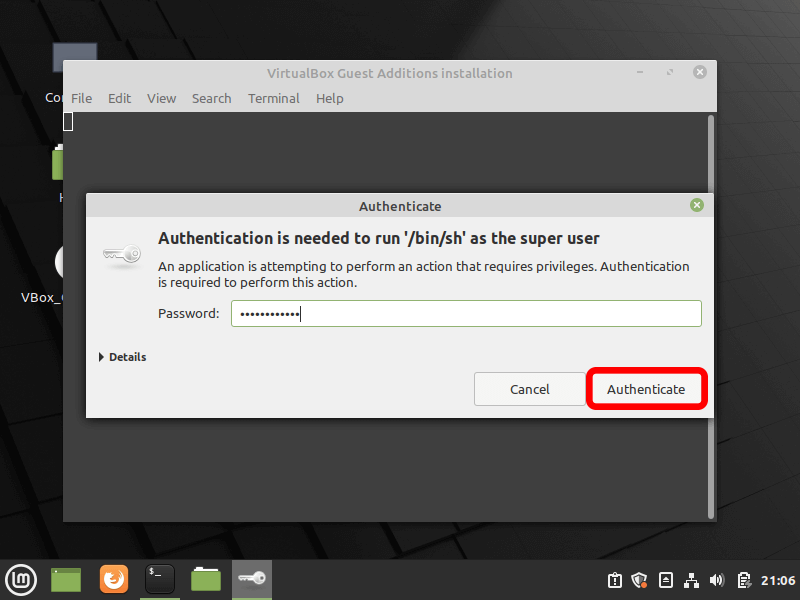 VirtualBox Guest Additions installation
File Edit View Search Terminal Help
Authenticate
Authentication is needed to run '/bin/sh' as the super user
An application is attempting to perform an action that requires privileges. Authentication
is required to perform this action.
Password: ••••••••••••
Details
Cancel Authenticate
VBox_
$_
21:06